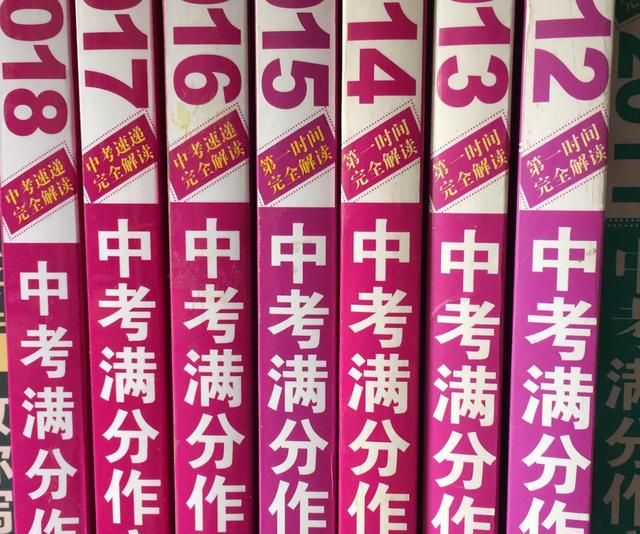 018
中考速递
完全解读
中考满分作
017
中考速递
完全解读
中考满分作
016
中考速递
完全解读
中考满分作
015
第一时间
完全解读
中考满分作
14
第一时间
完全解读
中考满分作
013
第一时间
完全解读
中考满分作
12
第一时间
完全解读
中考满分作
2011